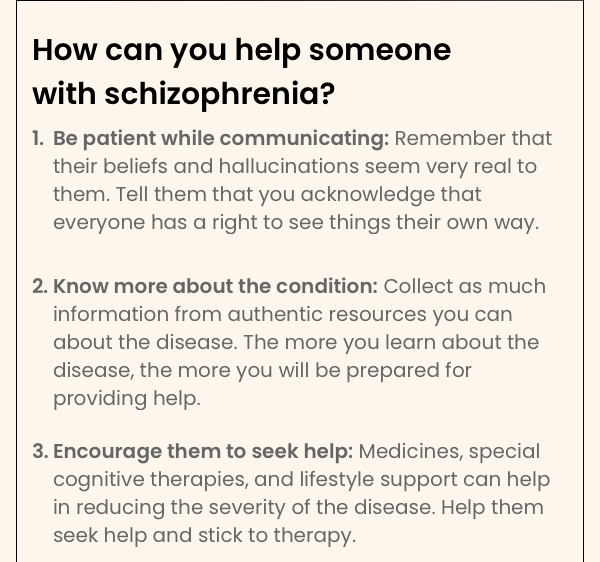 How can you help someone
with schizophrenia?
1. Be patient while communicating: Remember that
their beliefs and hallucinations seem very real to
them. Tell them that you acknowledge that
everyone has a right to see things their own way.
2. Know more about the condition: Collect as much
information from authentic resources you can
about the disease. The more you learn about the
disease, the more you will be prepared for
providing help.
3. Encourage them to seek help: Medicines, special
cognitive therapies, and lifestyle support can help
in reducing the severity of the disease. Help them
seek help and stick to therapy.